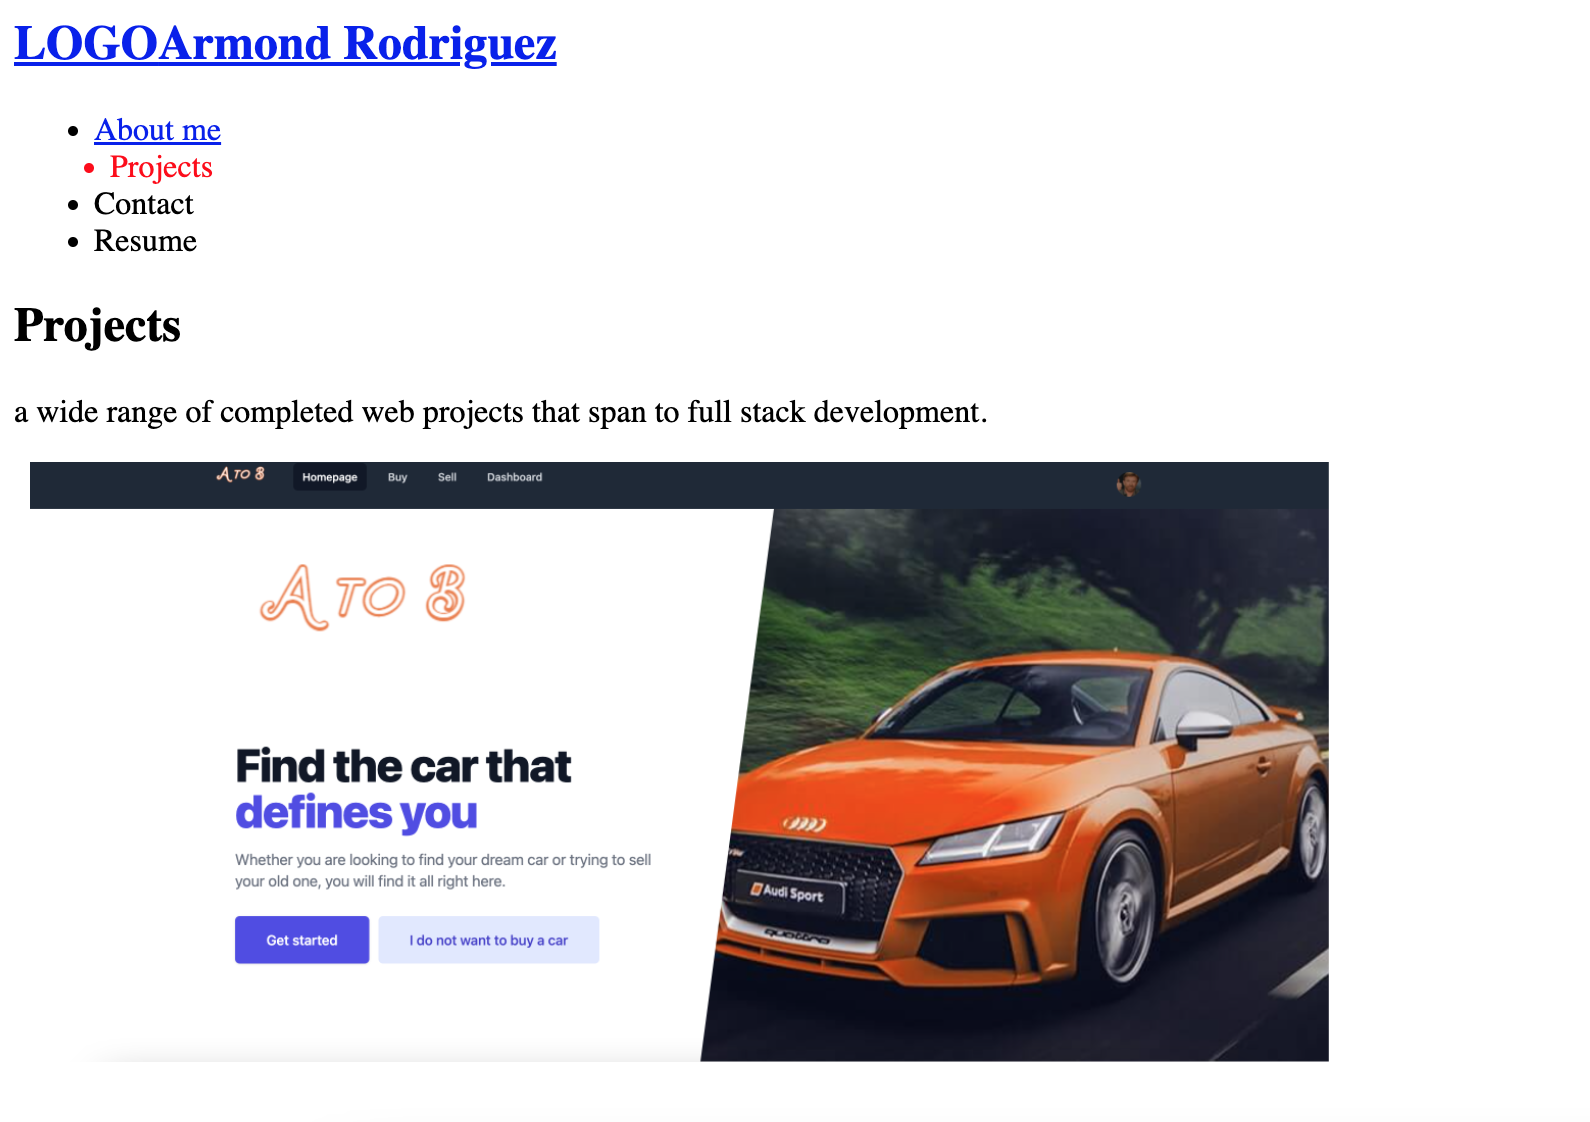 LOGOArmond Rodriguez
About me
Projects
Contact
Resume
Projects
a wide range of completed web projects that span to full stack development.
A TO B Homepage Buy Sell Dashboard
A TO B
Find the car that
defines you
Whether you are looking to find your dream car or trying to sell
your old one, you will find it all right here.
Get started I do not want to buy a car
Audi Sport
quattro